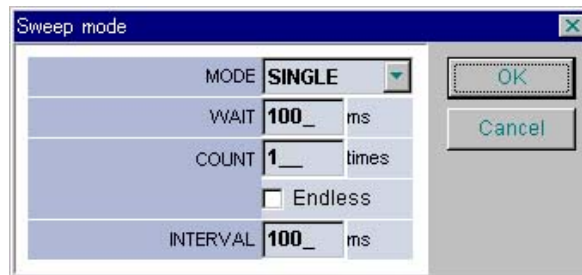 Sweep mode
MODE SINGLE
OK
WAIT 100_ ms
Cancel
COUNT 1__ times
Endless
INTERVAL 100_ ms